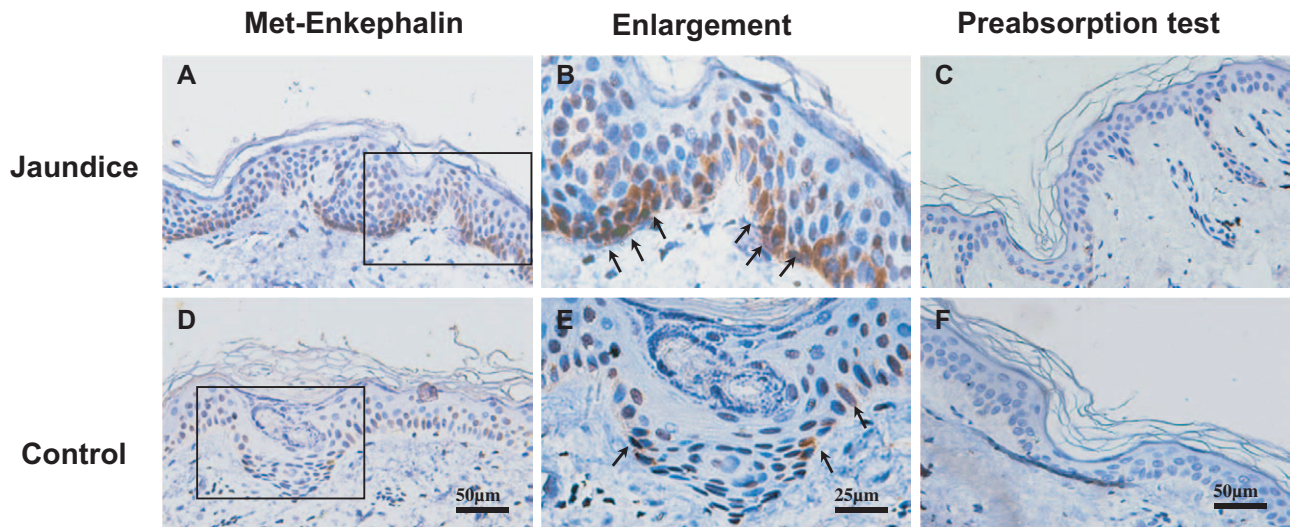 Met-Enkephalin
Enlargement
Preabsorption test
Jaundice
A
B
C
Control
D
E
F
50μm
25μm
50μm